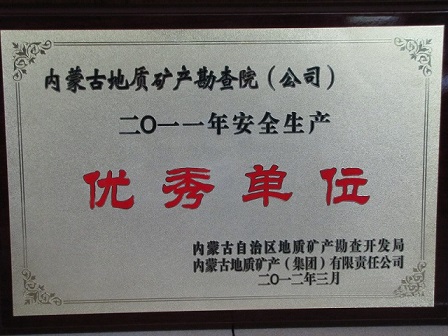 内蒙古地质矿产勘查院（公司）
二〇一一年安全生产
优秀单位
内蒙古自治区地质矿产勘查开发局
内蒙古地质矿产（集团）有限责任公司
二〇一二年三月